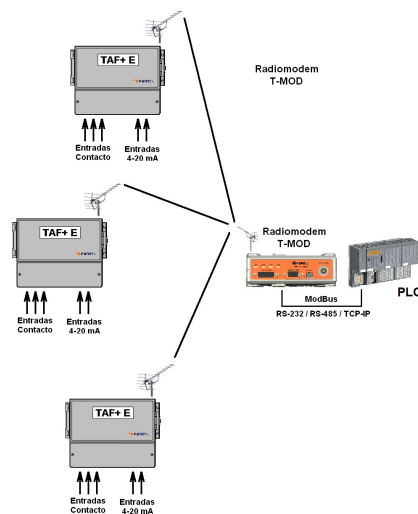 TAF+ E
Radiomodem
T-MOD
Entradas
Contacto
Entradas
4-20 mA
TAF+ E
Entradas
Contacto
Entradas
4-20 mA
Radiomodem
T-MOD
ModBus
PLC
RS-232 / RS-485 / TCP-IP
TAF+ E
Entradas
Contacto
Entradas
4-20 mA